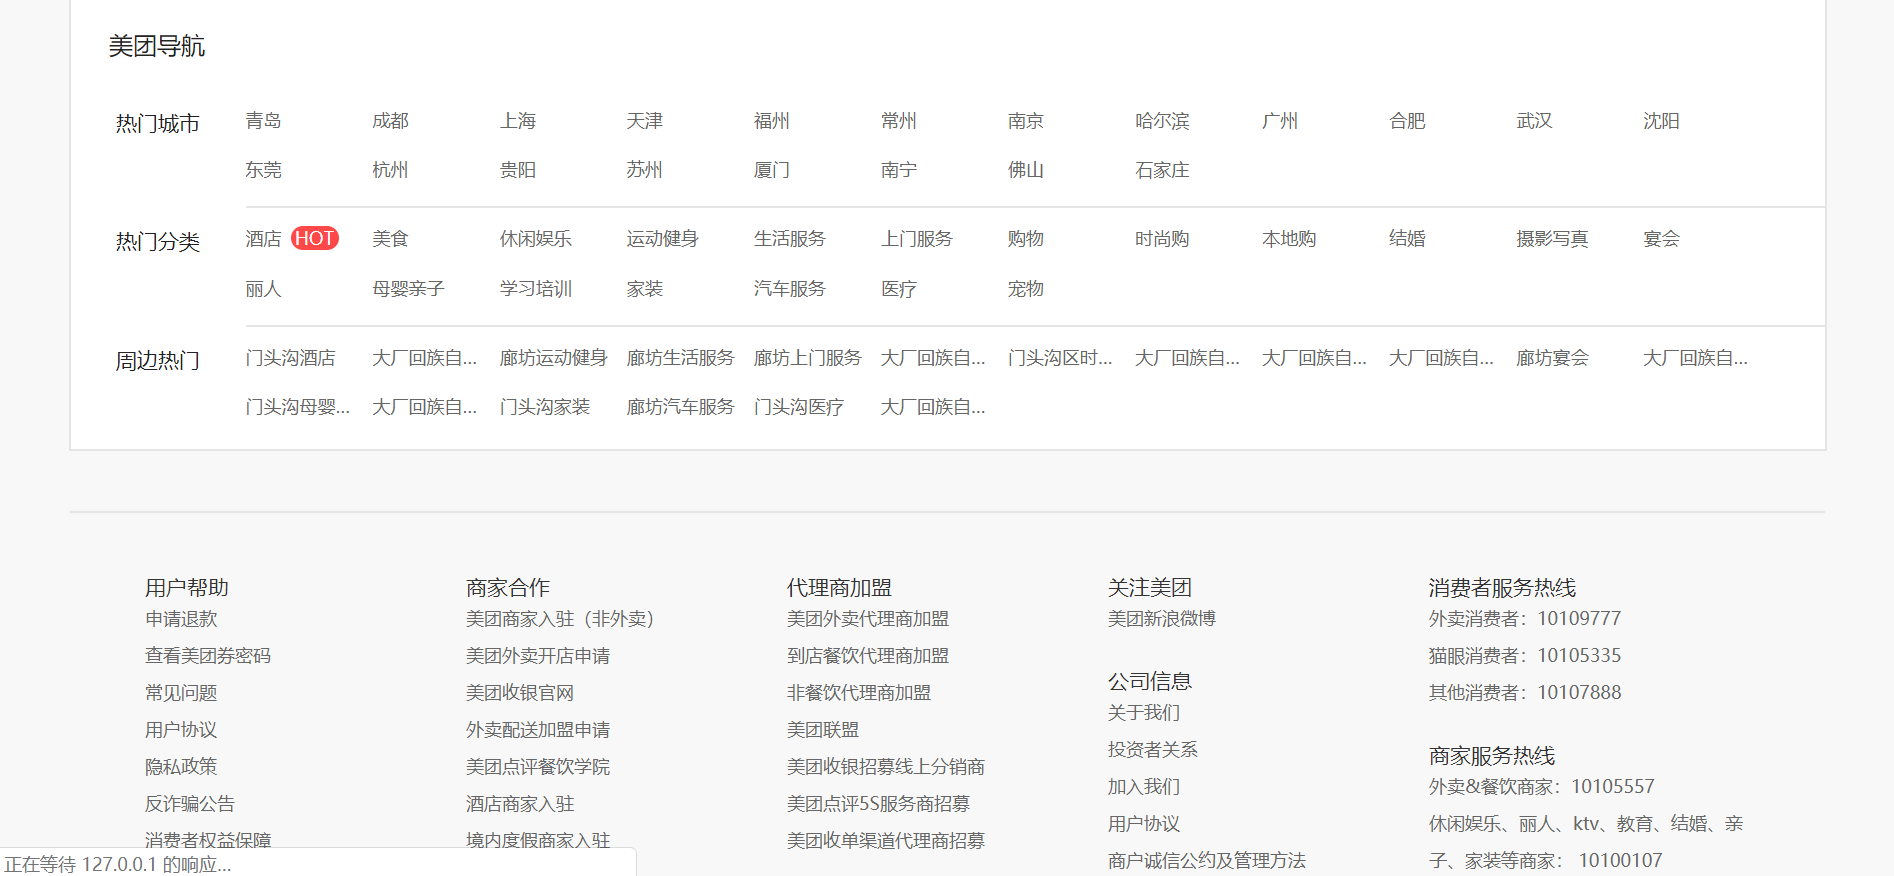 美团导航
热门城市 青岛 成都 上海 天津 福州 常州 南京 哈尔滨 广州 合肥 武汉 沈阳
东莞 杭州 贵阳 苏州 厦门 南宁 佛山 石家庄
热门分类 酒店 HOT 美食 休闲娱乐 运动健身 生活服务 上门服务 购物 时尚购 本地购 结婚 摄影写真 宴会
丽人 母婴亲子 学习培训 家装 汽车服务 医疗 宠物
周边热门 门头沟酒店 大厂回族自... 廊坊运动健身 廊坊生活服务 廊坊上门服务 大厂回族自... 门头沟区时... 大厂回族自... 大厂回族自... 大厂回族自... 廊坊宴会 大厂回族自...
门头沟母婴... 大厂回族自... 门头沟家装 廊坊汽车服务 门头沟医疗 大厂回族自...
用户帮助
申请退款
查看美团券密码
常见问题
用户协议
隐私政策
反诈骗公告
消费者权益保障
商家合作
美团商家入驻（非外卖）
美团外卖开店申请
美团收银官网
外卖配送加盟申请
美团点评餐饮学院
酒店商家入驻
境内度假商家入驻
代理商加盟
美团外卖代理商加盟
到店餐饮代理商加盟
非餐饮代理商加盟
美团联盟
美团收银招募线上分销商
美团点评5S服务商招募
美团收单渠道代理商招募
关注美团
美团新浪微博
公司信息
关于我们
投资者关系
加入我们
用户协议
商户诚信公约及管理方法
消费者服务热线
外卖消费者：10109777
猫眼消费者：10105335
其他消费者：10107888
商家服务热线
外卖&餐饮商家：10105557
休闲娱乐、丽人、ktv、教育、结婚、亲
子、家装等商家： 10100107
正在等待 127.0.0.1 的响应...